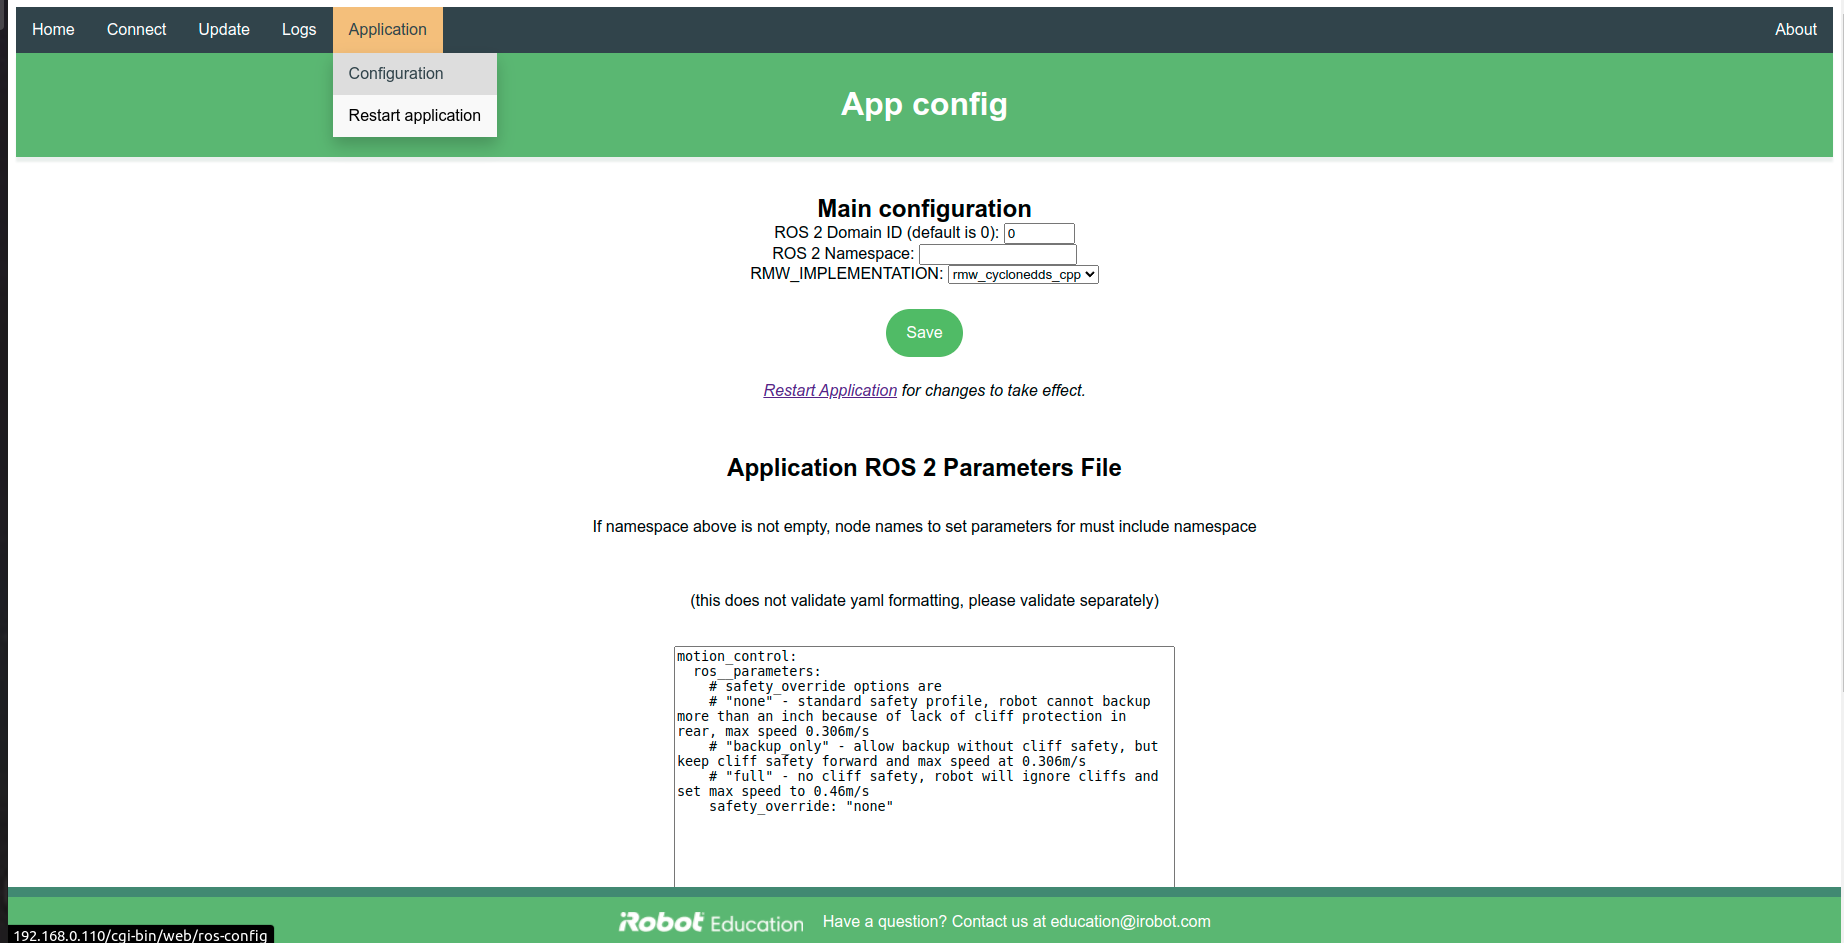 Home Connect Update Logs Application About
Configuration
Restart application
App config
Main configuration
ROS 2 Domain ID (default is 0): 0
ROS 2 Namespace:
RMW_IMPLEMENTATION: rmw_cyclonedds_cpp
Save
Restart Application for changes to take effect.
Application ROS 2 Parameters File
If namespace above is not empty, node names to set parameters for must include namespace
(this does not validate yaml formatting, please validate separately)
motion_control:
  ros__parameters:
    # safety_override options are
    # "none" - standard safety profile, robot cannot backup
more than an inch because of lack of cliff protection in
rear, max speed 0.306m/s
    # "backup_only" - allow backup without cliff safety, but
keep cliff safety forward and max speed at 0.306m/s
    # "full" - no cliff safety, robot will ignore cliffs and
set max speed to 0.46m/s
    safety_override: "none"
iRobot Education Have a question? Contact us at education@irobot.com
192.168.0.110/cgi-bin/web/ros-config